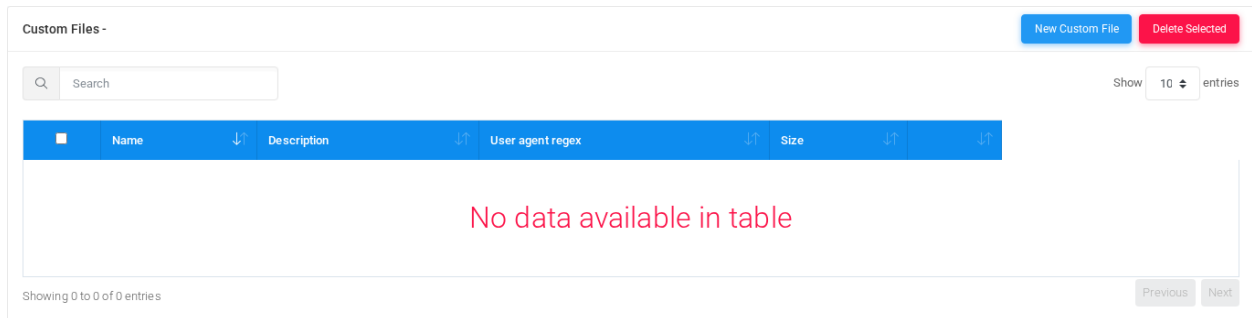 Custom Files -
New Custom File
Delete Selected
Search
Show 10 entries
Name Description User agent regex Size
No data available in table
Showing 0 to 0 of 0 entries
Previous Next